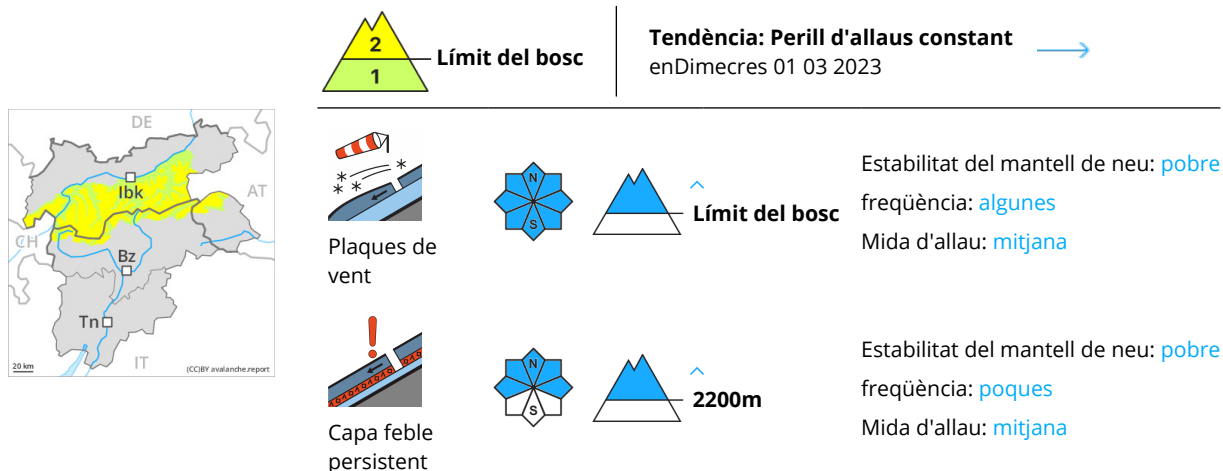 2
1
Límit del bosc
Tendència: Perill d'allaus constant
enDimecres 01 03 2023
DE
Ibk
AT
CH
Bz
Tn
IT
20 km
(CC)BY avalanche.report
Plaques de
vent
N
S
Límit del bosc
Estabilitat del mantell de neu: pobre
freqüència: algunes
Mida d'allau: mitjana
Capa feble
persistent
N
S
2200m
Estabilitat del mantell de neu: pobre
freqüència: poques
Mida d'allau: mitjana